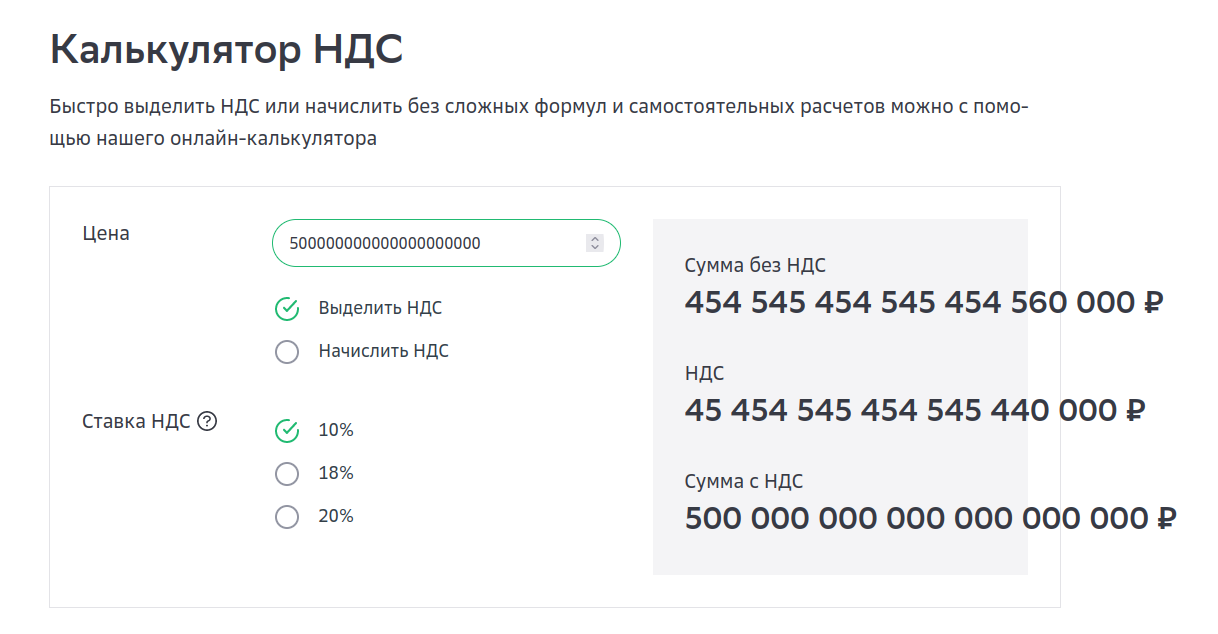 Калькулятор НДС
Быстро выделить НДС или начислить без сложных формул и самостоятельных расчетов можно с помо-
щью нашего онлайн-калькулятора
Цена
500000000000000000000
Выделить НДС
Начислить НДС
Ставка НДС ?
10%
18%
20%
Сумма без НДС
454 545 454 545 454 560 000 ₽
НДС
45 454 545 454 545 440 000 ₽
Сумма с НДС
500 000 000 000 000 000 000 ₽